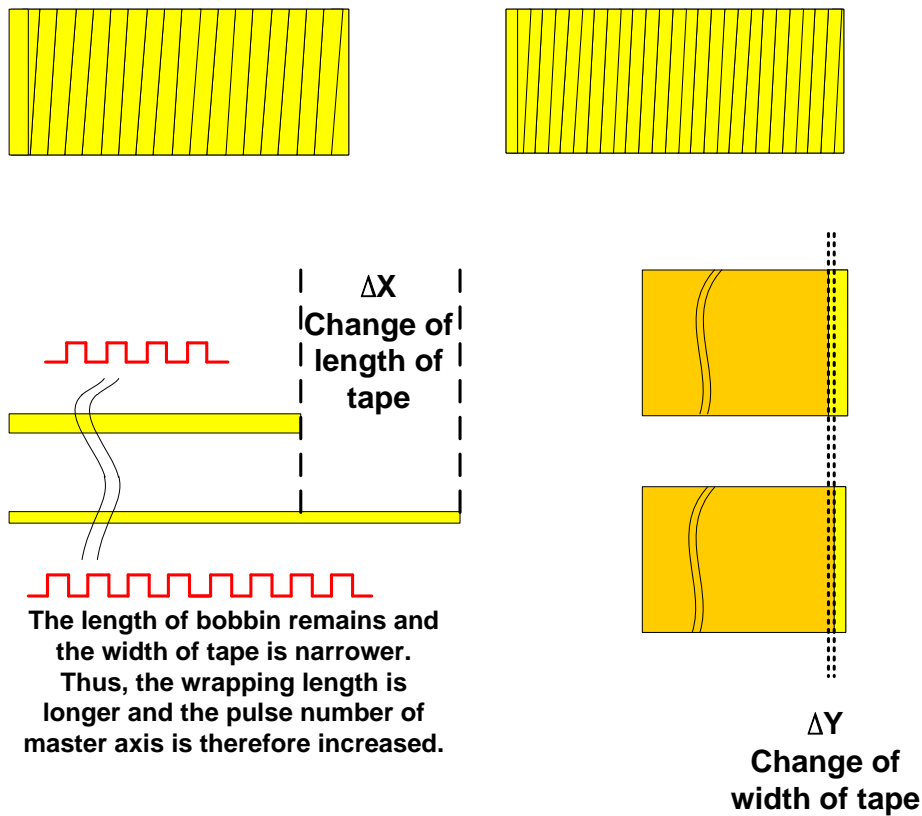 ΔX
Change of
length of
tape
The length of bobbin remains and
the width of tape is narrower.
Thus, the wrapping length is
longer and the pulse number of
master axis is therefore increased.
ΔY
Change of
width of tape